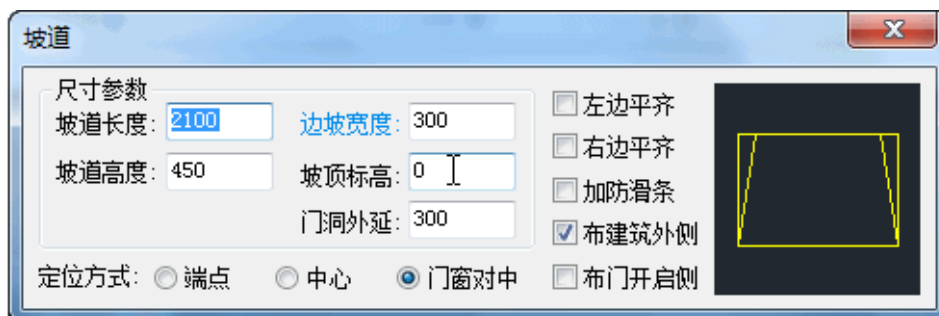 坡道
尺寸参数
坡道长度: 2100 边坡宽度: 300
坡道高度: 450 坡顶标高: 0
门洞外延: 300
左边平齐
右边平齐
加防滑条
布建筑外侧
布门开启侧
定位方式: 端点 中心 门窗对中